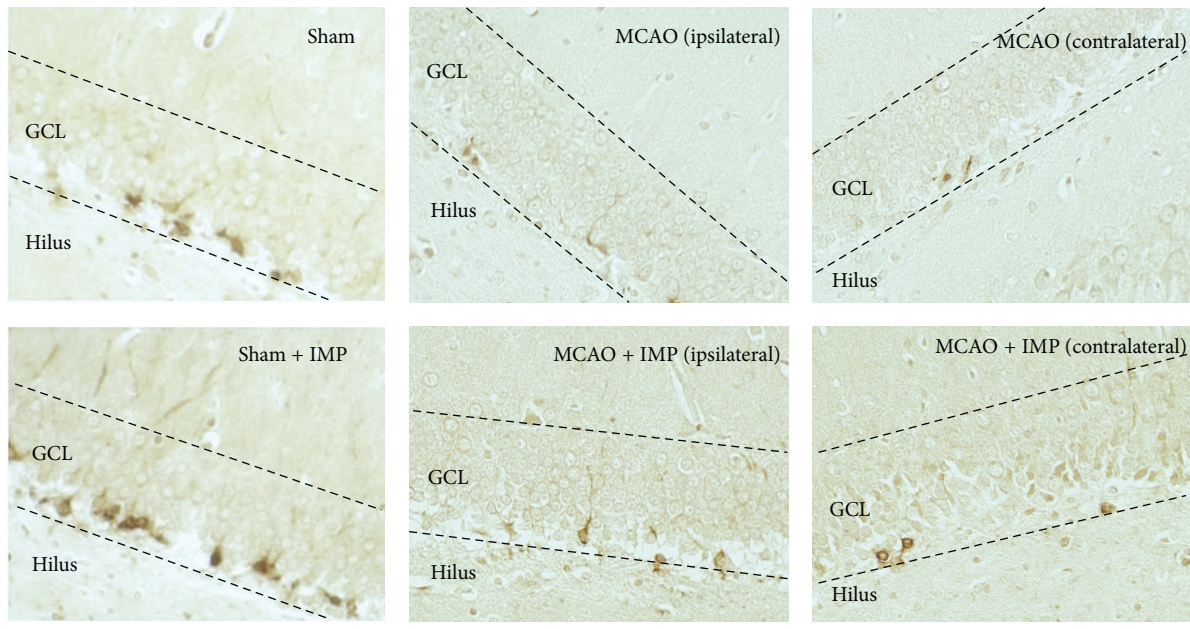 Sham
GCL
Hilus
MCAO (ipsilateral)
GCL
Hilus
MCAO (contralateral)
GCL
Hilus
Sham + IMP
GCL
Hilus
MCAO + IMP (ipsilateral)
GCL
Hilus
MCAO + IMP (contralateral)
GCL
Hilus